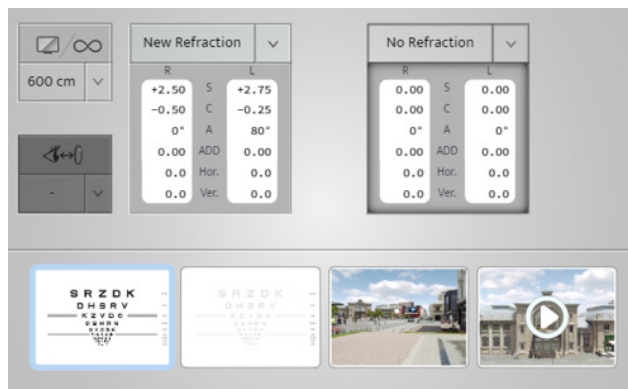 New Refraction
No Refraction
600 cm
R L
+2.50 S +2.75
-0.50 C -0.25
0° A 80°
0.00 ADD 0.00
0.0 Hor. 0.0
0.0 Ver. 0.0
-
R L
0.00 S 0.00
0.00 C 0.00
0° A 0°
0.00 ADD 0.00
0.0 Hor. 0.0
0.0 Ver. 0.0
SRZDK
DHSRV
KZVDC
SRZDK
DHSRV